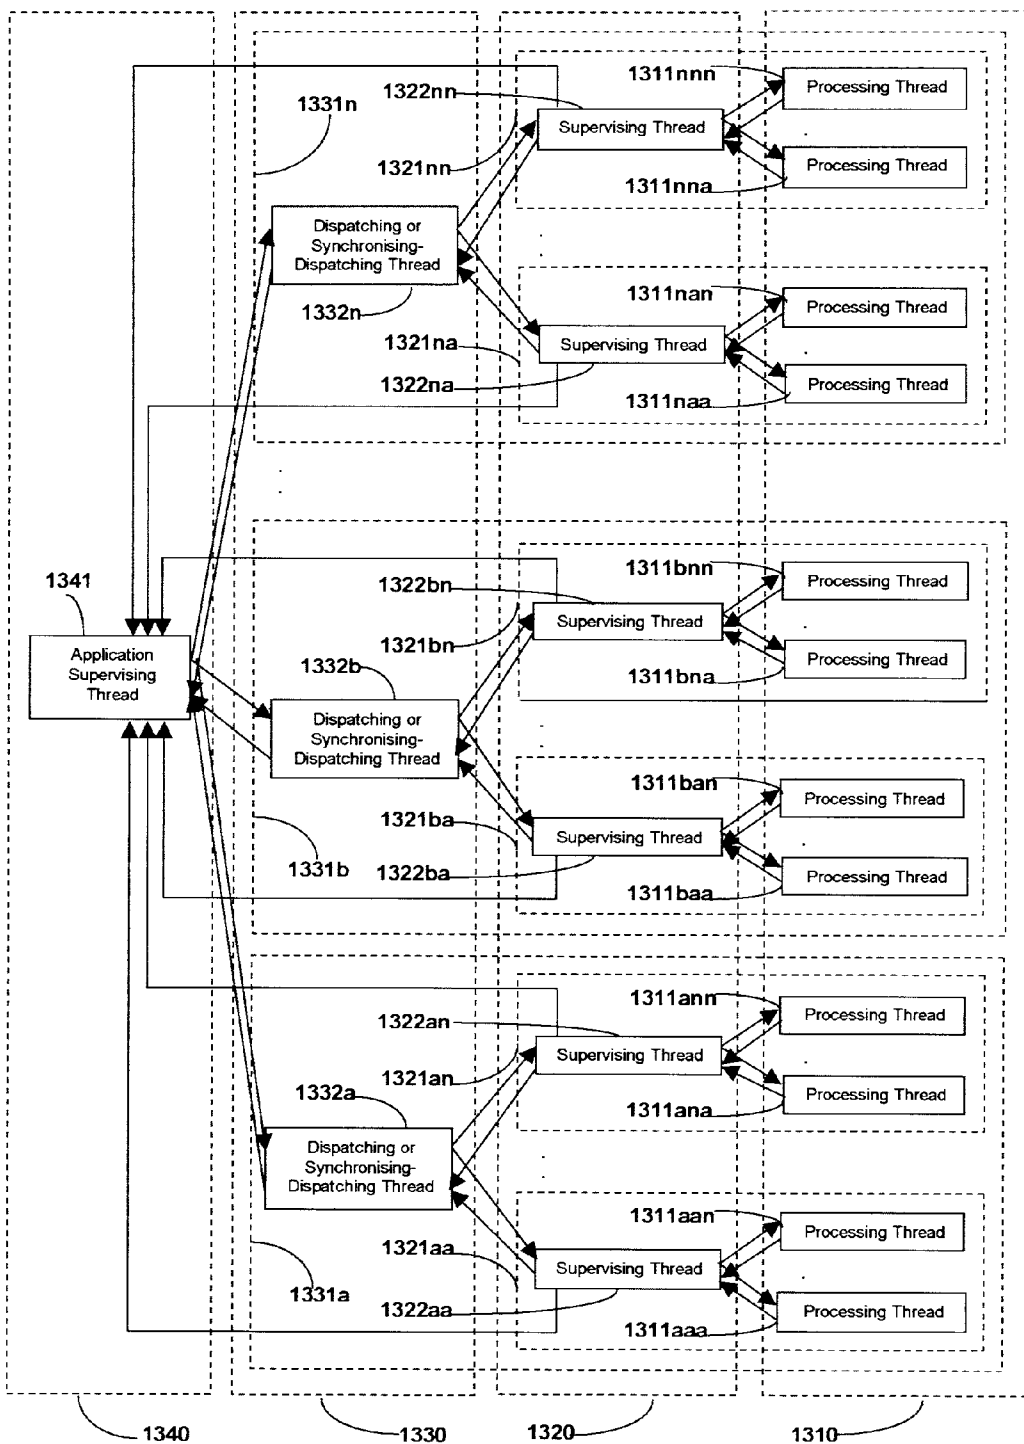 1311nnn
Processing Thread
1322nn
1331n
Supervising Thread
1321nn
Processing Thread
1311nna
Dispatching or
Synchronising-
Dispatching Thread
1332n
1311nan
Processing Thread
1321na
Supervising Thread
1322na
Processing Thread
1311naa
1341
1322bn
1311bnn
Processing Thread
Supervising Thread
1321bn
Application
Supervising
Thread
1332b
Processing Thread
1311bna
Dispatching or
Synchronising-
Dispatching Thread
1311ban
Processing Thread
1321ba
Supervising Thread
1331b
1322ba
Processing Thread
1311baa
1311ann
Processing Thread
1322an
Supervising Thread
1321an
1332a
Processing Thread
1311ana
Dispatching or
Synchronising-
Dispatching Thread
1311aan
Processing Thread
1321aa
Supervising Thread
1331a
1322aa
Processing Thread
1311aaa
1340
1330
1320
1310